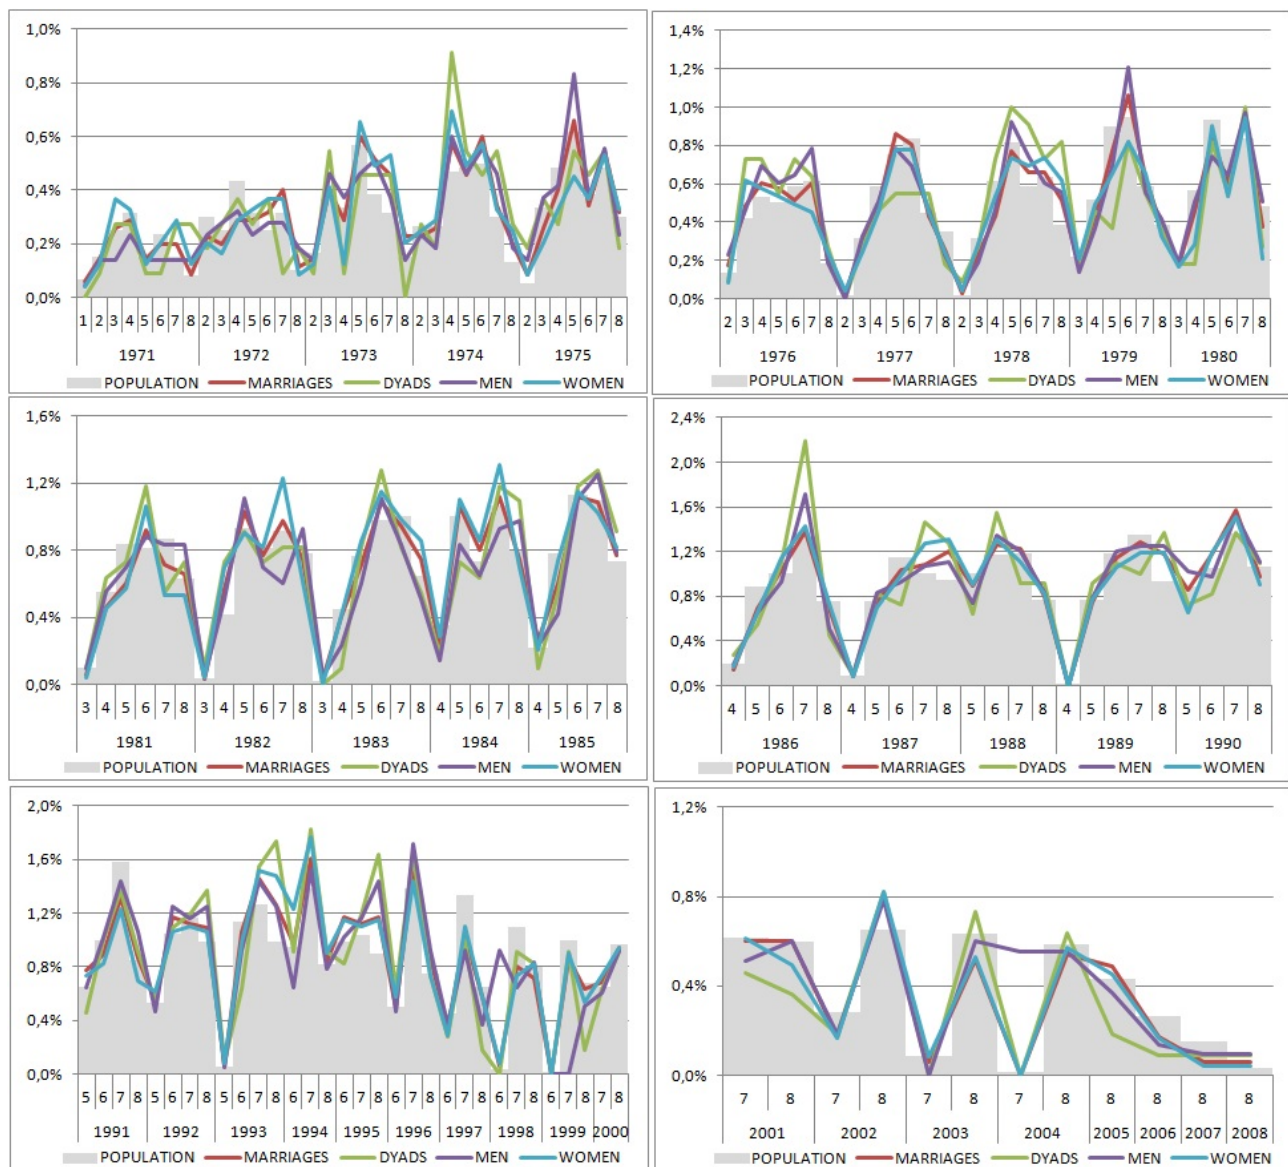 1,0%
0,8%
0,6%
0,4%
0,2%
0,0%
1 2 3 4 5 6 7 8 2 3 4 5 6 7 8 2 3 4 5 6 7 8 2 3 4 5 6 7 8 2 3 4 5 6 7 8
1971 1972 1973 1974 1975
POPULATION MARRIAGES DYADS MEN WOMEN
1,4%
1,2%
1,0%
0,8%
0,6%
0,4%
0,2%
0,0%
2 3 4 5 6 7 8 2 3 4 5 6 7 8 2 3 4 5 6 7 8 3 4 5 6 7 8 3 4 5 6 7 8
1976 1977 1978 1979 1980
POPULATION MARRIAGES DYADS MEN WOMEN
1,6%
1,2%
0,8%
0,4%
0,0%
3 4 5 6 7 8 3 4 5 6 7 8 3 4 5 6 7 8 4 5 6 7 8 4 5 6 7 8
1981 1982 1983 1984 1985
POPULATION MARRIAGES DYADS MEN WOMEN
2,4%
2,0%
1,6%
1,2%
0,8%
0,4%
0,0%
4 5 6 7 8 4 5 6 7 8 5 6 7 8 4 5 6 7 8 5 6 7 8
1986 1987 1988 1989 1990
POPULATION MARRIAGES DYADS MEN WOMEN
2,0%
1,6%
1,2%
0,8%
0,4%
0,0%
5 6 7 8 5 6 7 8 5 6 7 8 6 7 8 6 7 8 6 7 8 6 7 8 6 7 8 6 7 8 7 8
1991 1992 1993 1994 1995 1996 1997 1998 1999 2000
POPULATION MARRIAGES DYADS MEN WOMEN
1,2%
0,8%
0,4%
0,0%
7 8 7 8 7 8 7 8 8 8 8 8
2001 2002 2003 2004 2005 2006 2007 2008
POPULATION MARRIAGES DYADS MEN WOMEN